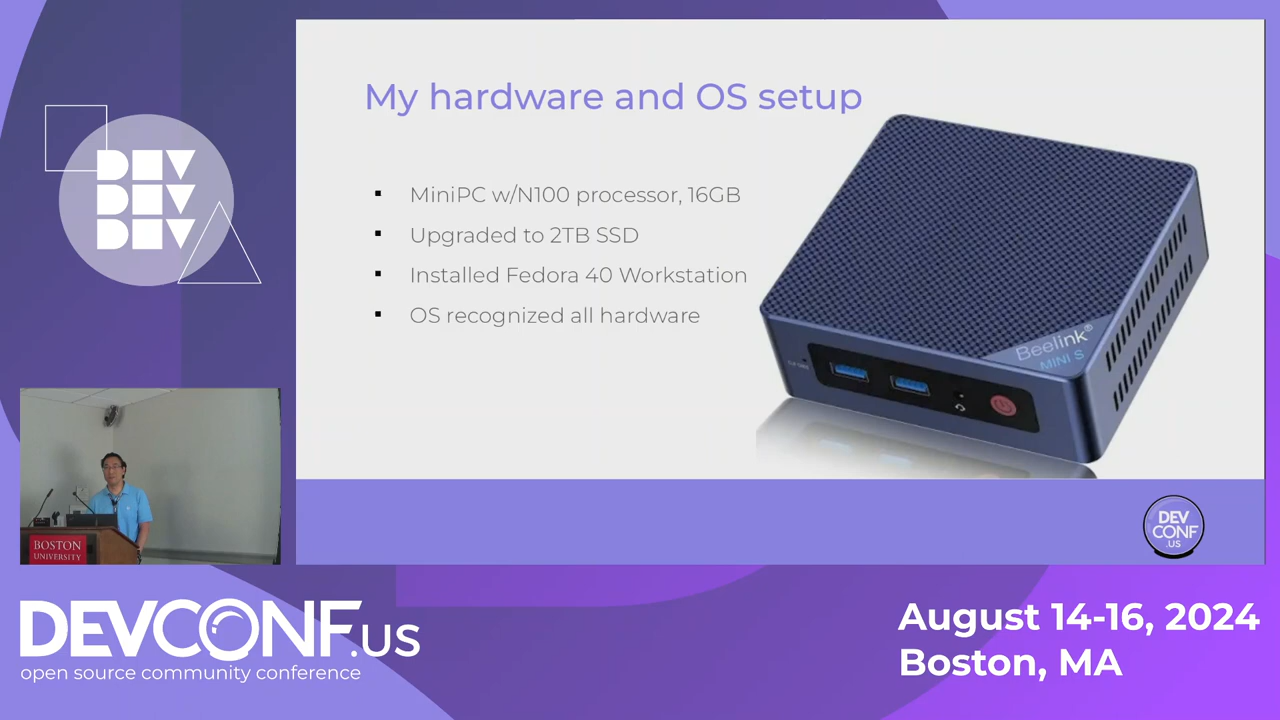 My hardware and OS setup
MiniPC w/N100 processor, 16GB
Upgraded to 2TB SSD
Installed Fedora 40 Workstation
OS recognized all hardware
Beelink®
MINI S
DEV
DEV
DEV
BOSTON
UNIVERSITY
DEV
CONF
.US
DEVCONF.US
open source community conference
August 14-16, 2024
Boston, MA